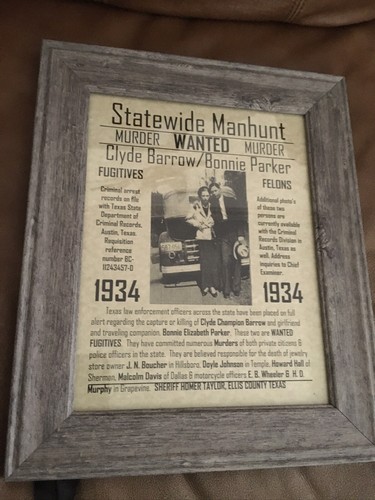 Statewide Manhunt
MURDER WANTED MURDER
Clyde Barrow/Bonnie Parker
FUGITIVES
Criminal arrest
records on file
with Texas State
Department of
Criminal Records,
Austin, Texas.
Requisition
reference
number BC-
11243457-0
1934
FELONS
Additional photo's
of these two
persons are
currently available
with the Criminal
Records Division in
Austin, Texas as
well. Address
inquiries to Chief
Examiner.
1934
Texas law enforcement officers across the state have been placed on full
alert regarding the capture or killing of Clyde Champion Barrow and girlfriend
and traveling companion, Bonnie Elizabeth Parker. These two are WANTED
FUGITIVES. They have committed numerous Murders of both private citizens &
police officers in the state. They are believed responsible for the death of jewelry
store owner J. N. Boucher in Hillsboro, Doyle Johnson in Temple, Howard Hall of
Sherman, Malcolm Davis of Dallas & motorcycle officers E. B. Wheeler & H. D.
Murphy in Grapevine. SHERIFF HOMER TAYLOR, ELLIS COUNTY TEXAS